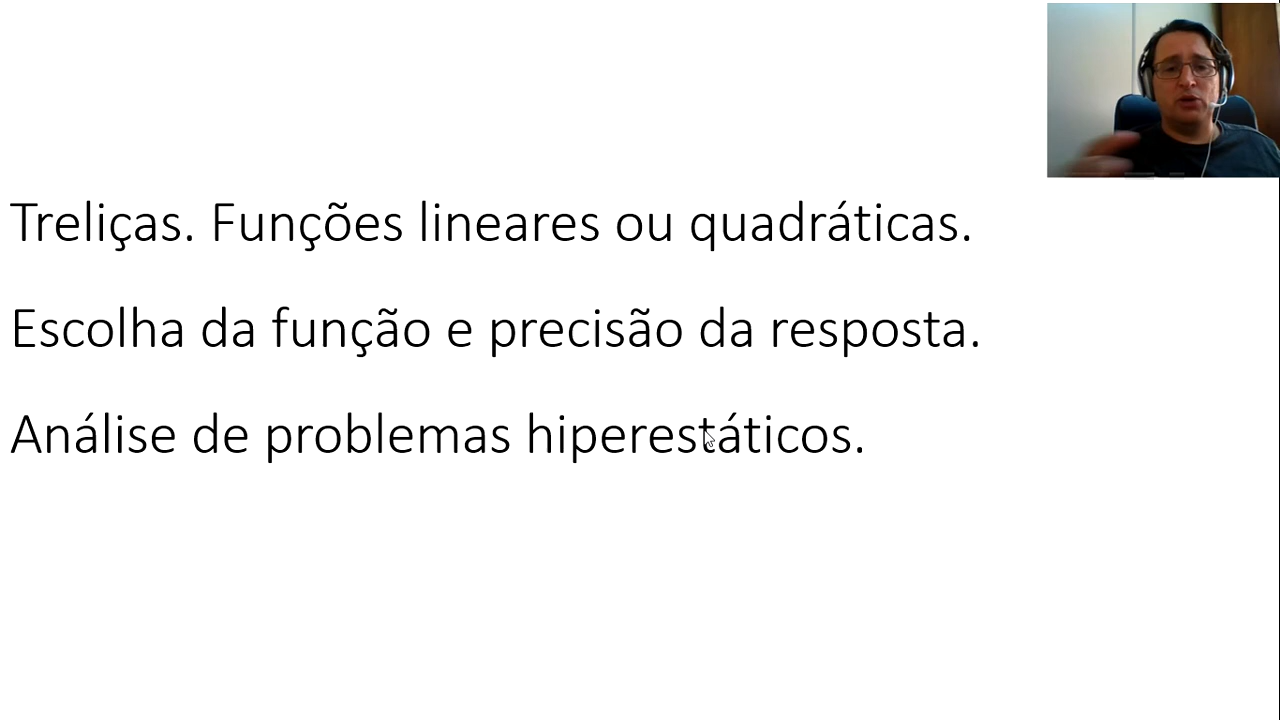 Treliças. Funções lineares ou quadráticas.
Escolha da função e precisão da resposta.
Análise de problemas hiperestáticos.